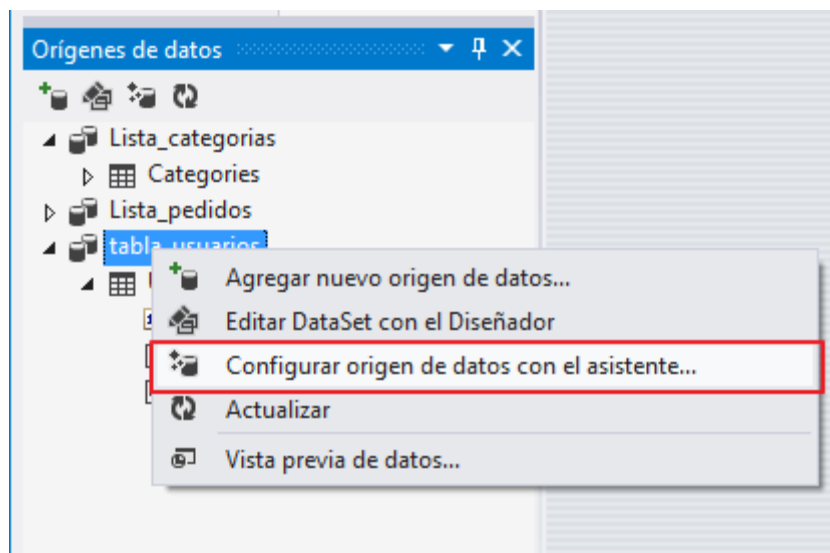 Orígenes de datos
Lista_categorias
Categories
Lista_pedidos
tabla_usuarios
Agregar nuevo origen de datos...
Editar DataSet con el Diseñador
Configurar origen de datos con el asistente...
Actualizar
Vista previa de datos...